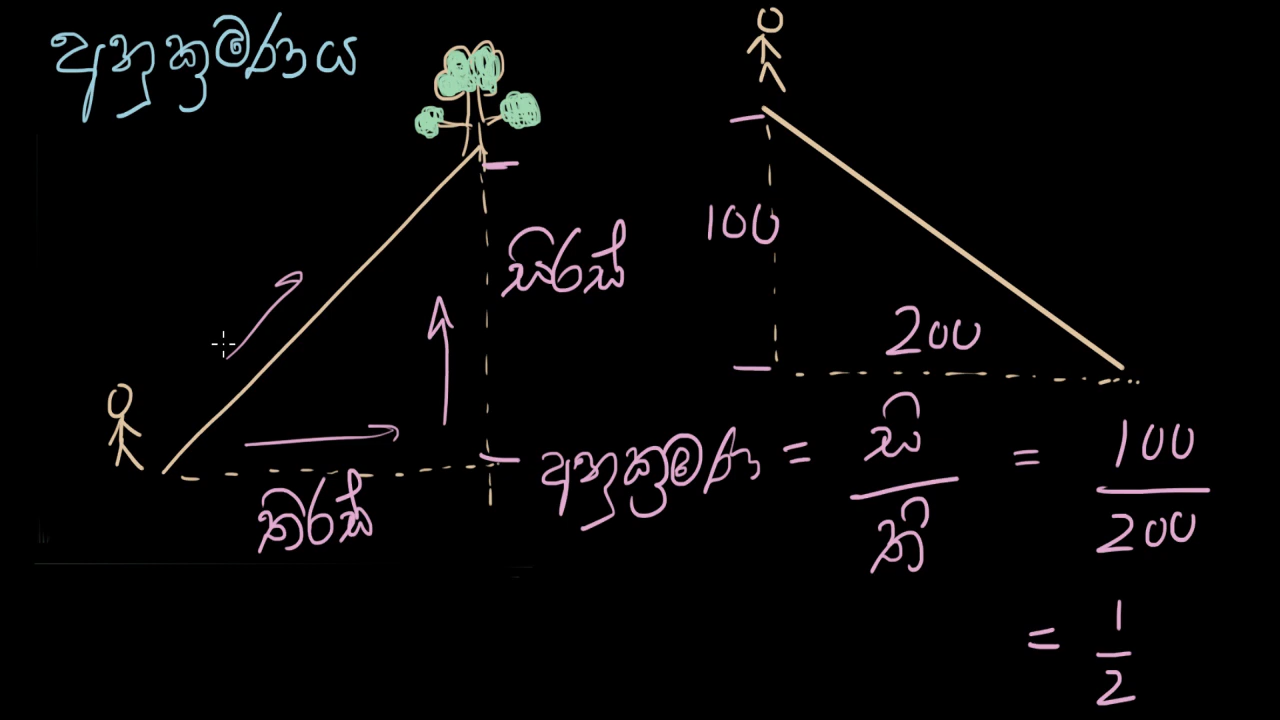 අනුක්‍රමණය
සිරස්
තිරස්
100
200
අනුක්‍රමණ = සි/ති = 100/200
= 1/2